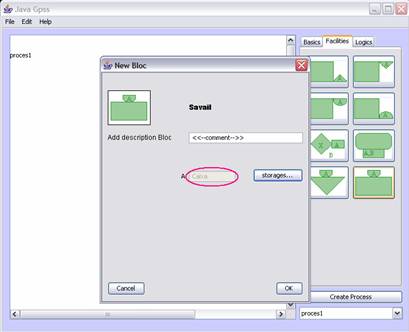 Java Gpss
File Edit Help
proces1
Basics Facilities Logics
New Bloc
Savail
Add description Bloc
<<--comment-->>
A
Caixa
storages...
Cancel
OK
A
A
A
A
X
A
B
A,B
A
A
Create Process
proces1